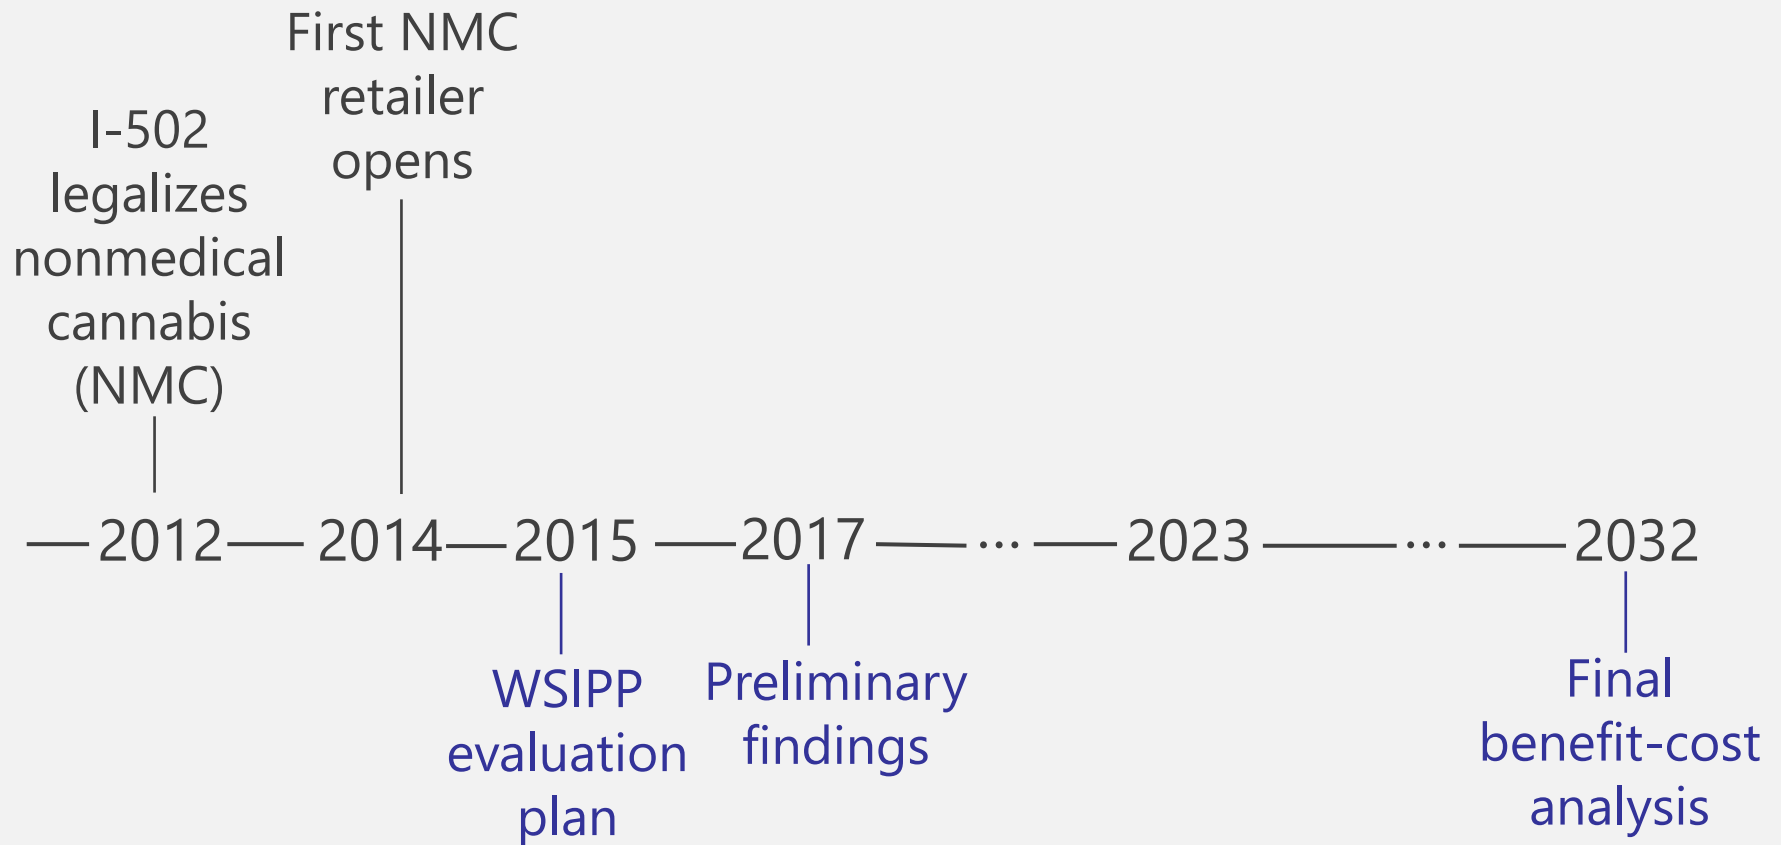 First NMC
retailer
opens
I-502
legalizes
nonmedical
cannabis
(NMC)
2012 2014 2015 2017 ... 2023 ... 2032
WSIPP
evaluation
plan
Preliminary
findings
Final
benefit-cost
analysis